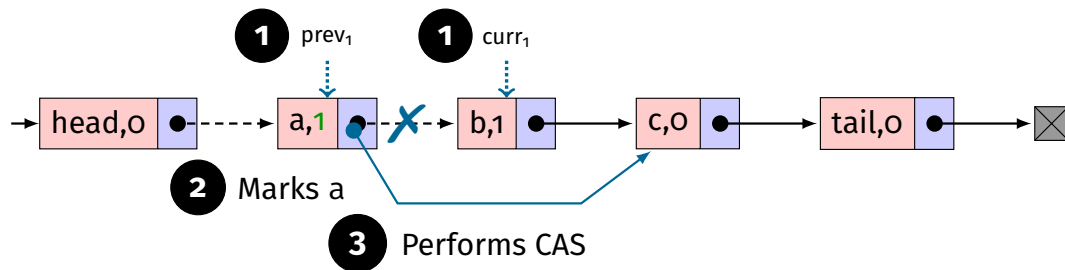 1 prev₁
1 curr₁
head,0
a,1
b,1
c,0
tail,0
2 Marks a
3 Performs CAS